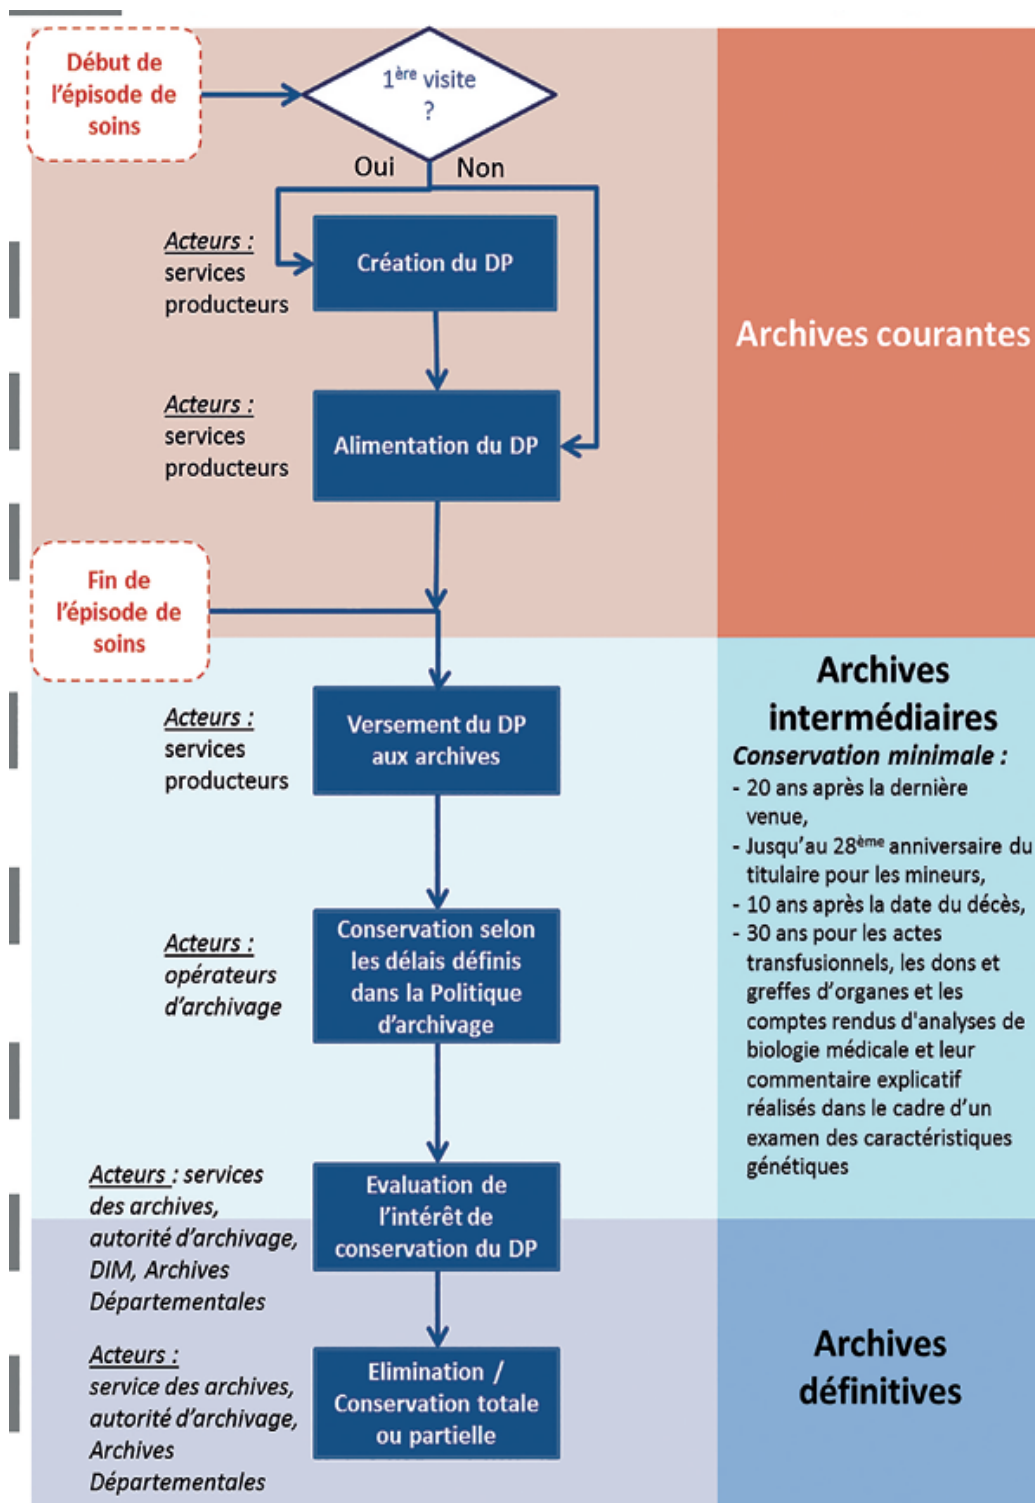 Début de
l'épisode de
soins
1ère visite
?
Oui
Non
Acteurs :
services
producteurs
Création du DP
Archives courantes
Acteurs :
services
producteurs
Alimentation du DP
Fin de
l'épisode de
soins
Archives
intermédiaires
Conservation minimale :
- 20 ans après la dernière
venue,
- Jusqu'au 28ème anniversaire du
titulaire pour les mineurs,
- 10 ans après la date du décès,
- 30 ans pour les actes
transfusionnels, les dons et
greffes d'organes et les
comptes rendus d'analyses de
biologie médicale et leur
commentaire explicatif
réalisés dans le cadre d'un
examen des caractéristiques
génétiques
Acteurs :
services
producteurs
Versement du DP
aux archives
Acteurs :
opérateurs
d'archivage
Conservation selon
les délais définis
dans la Politique
d'archivage
Acteurs : services
des archives,
autorité d'archivage,
DIM, Archives
Départementales
Evaluation de
l'intérêt de
conservation du DP
Acteurs :
service des archives,
autorité d'archivage,
Archives
Départementales
Elimination /
Conservation totale
ou partielle
Archives
définitives